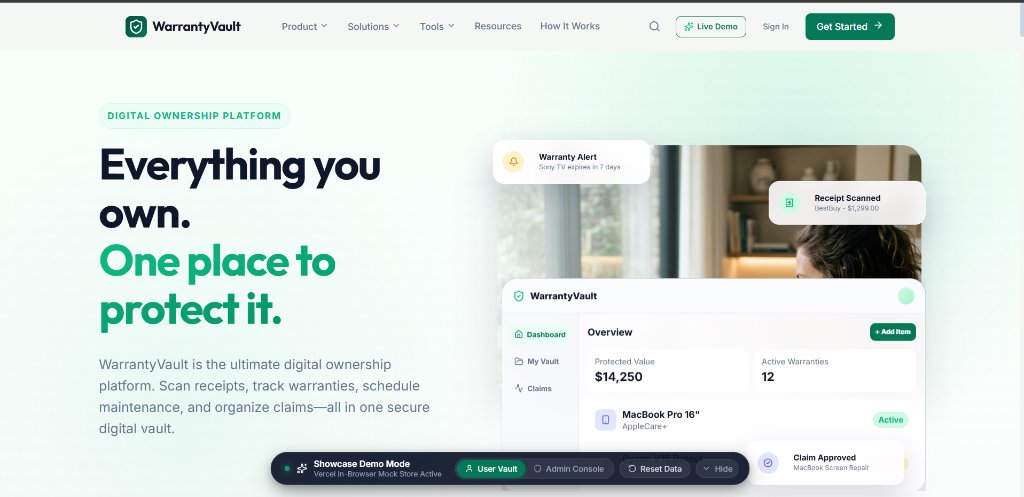 WarrantyVault
Product
Solutions
Tools
Resources
How It Works
Live Demo
Sign In
Get Started
DIGITAL OWNERSHIP PLATFORM
Everything you
own.
One place to
protect it.
WarrantyVault is the ultimate digital ownership
platform. Scan receipts, track warranties, schedule
maintenance, and organize claims—all in one secure
digital vault.
Warranty Alert
Sony TV expires in 7 days
Receipt Scanned
BestBuy - $1,299.00
WarrantyVault
Dashboard
My Vault
Claims
Overview
+ Add Item
Protected Value
$14,250
Active Warranties
12
MacBook Pro 16"
AppleCare+
Active
Claim Approved
MacBook Screen Repair
Showcase Demo Mode
Vercel In-Browser Mock Store Active
User Vault
Admin Console
Reset Data
Hide